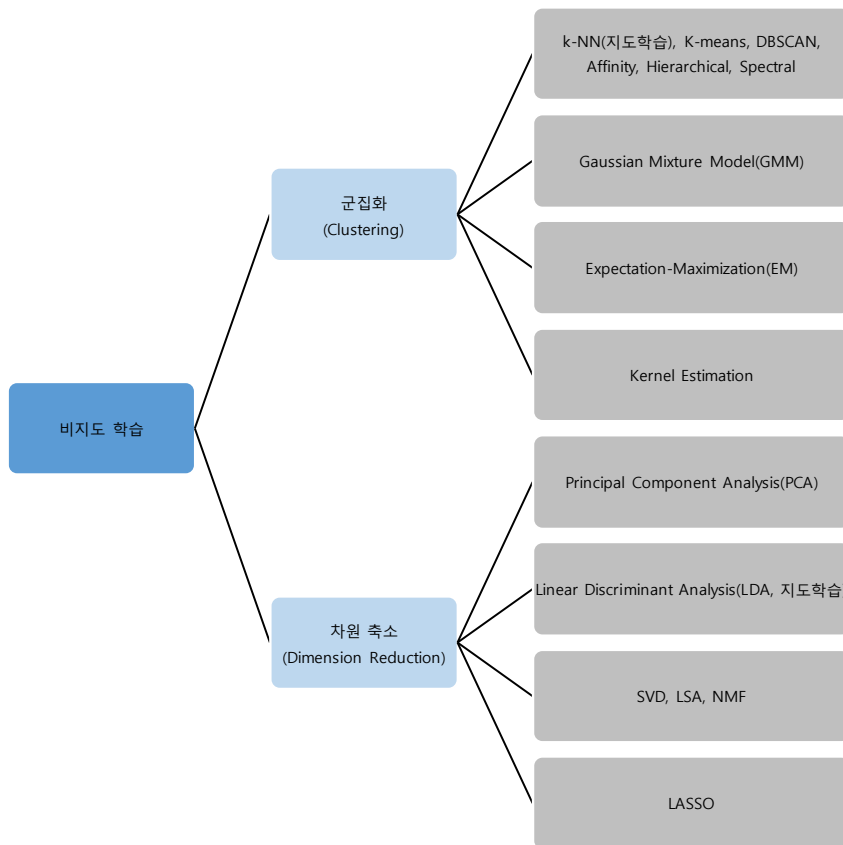 비지도 학습
군집화
(Clustering)
k-NN(지도학습), K-means, DBSCAN,
Affinity, Hierarchical, Spectral
Gaussian Mixture Model(GMM)
Expectation-Maximization(EM)
Kernel Estimation
차원 축소
(Dimension Reduction)
Principal Component Analysis(PCA)
Linear Discriminant Analysis(LDA, 지도학습)
SVD, LSA, NMF
LASSO